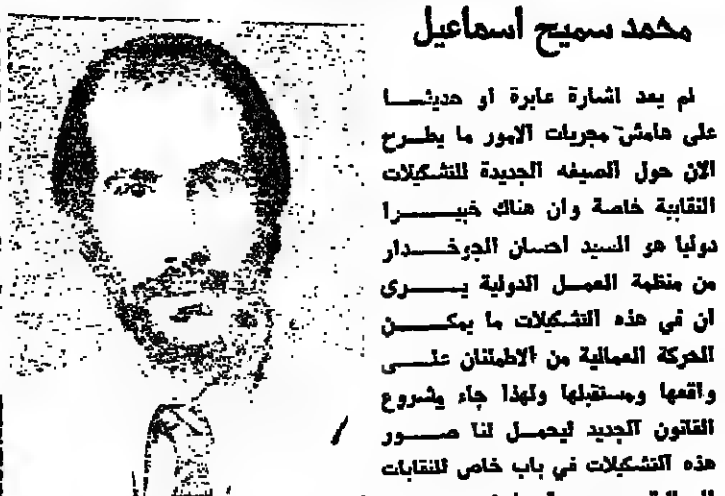 محمد سميح اسماعيل
لم يعد اشارة عابرة او حديثا
على هامش مجريات الامور ما يطرح
الان حول الصيغه الجديدة للتشكيلات
النقابية خاصة وان هناك خبيرا
دوليا هو السيد احسان الجوخدار
من منظمة العمل الدولية يرى
ان في هذه التشكيلات ما يمكن
الحركة العمالية من الاطمئنان على
واقعها ومستقبلها ولهذا جاء مشروع
القانون الجديد ليحمل لنا صور
هذه التشكيلات في باب خاص للنقابات